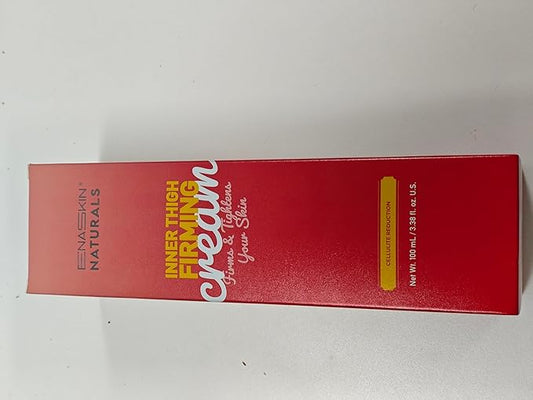 ENASKIN®
NATURALS
INNER THIGH
FIRMING
cream
Firms & Tightens
Your Skin
CELLULITE REDUCTION
Net Wt. 100 mL / 3.38 fl. oz. U.S.